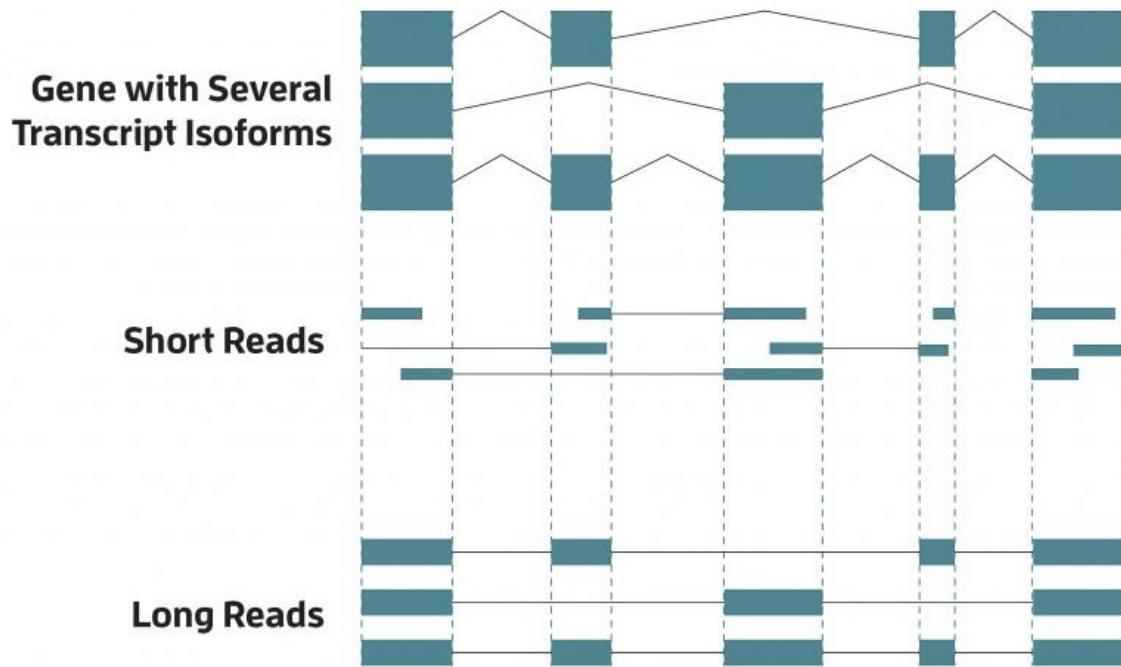 Gene with Several
Transcript Isoforms
Short Reads
Long Reads